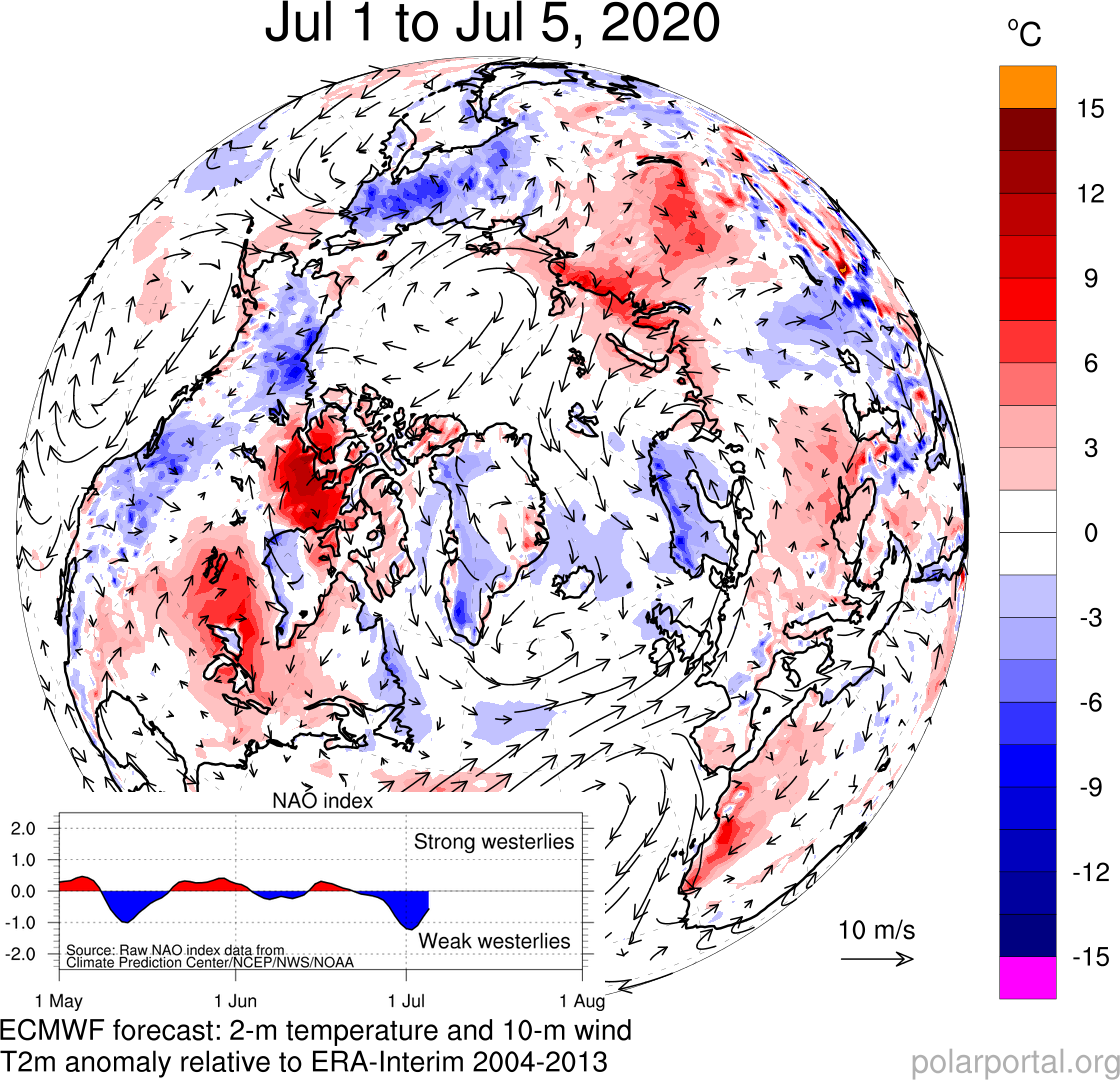 Jul 1 to Jul 5, 2020
°C
15
12
9
6
3
0
-3
-6
-9
-12
-15
10 m/s
NAO index
2.0
1.0
0.0
-1.0
-2.0
Strong westerlies
Weak westerlies
Source: Raw NAO index data from
Climate Prediction Center/NCEP/NWS/NOAA
1 May
1 Jun
1 Jul
1 Aug
ECMWF forecast: 2-m temperature and 10-m wind
T2m anomaly relative to ERA-Interim 2004-2013
polarportal.org